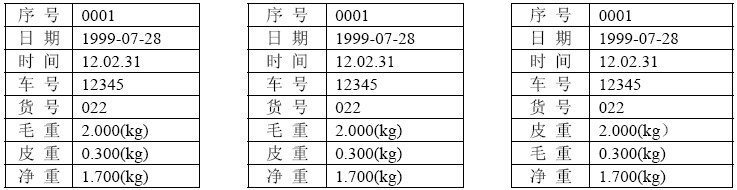 序 号 0001
日 期 1999-07-28
时 间 12.02.31
车 号 12345
货 号 022
毛 重 2.000(kg)
皮 重 0.300(kg)
净 重 1.700(kg)
序 号 0001
日 期 1999-07-28
时 间 12.02.31
车 号 12345
货 号 022
毛 重 2.000(kg)
皮 重 0.300(kg)
净 重 1.700(kg)
序 号 0001
日 期 1999-07-28
时 间 12.02.31
车 号 12345
货 号 022
皮 重 2.000(kg）
毛 重 0.300(kg)
净 重 1.700(kg)